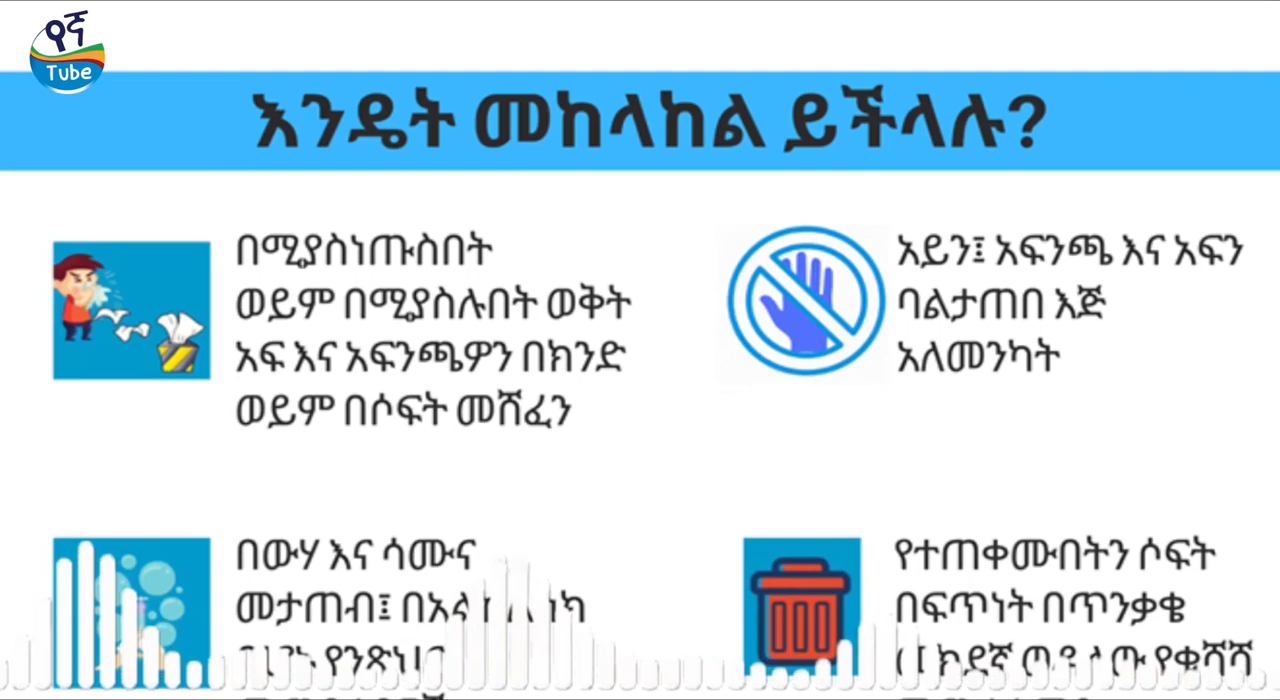 የኛ
Tube
እንዴት መከላከል ይችላሉ?
በሚያስነጡስበት
ወይም በሚያስሉበት ወቅት
አፍ እና አፍንጫዎን በክንድ
ወይም በሶፍት መሸፈን
አይን፤ አፍንጫ እና አፍን
ባልታጠበ እጅ
አለመንካት
በውሃ እና ሳሙና
መታጠብ፤
የተጠቀሙበትን ሶፍት
በፍጥነት በጥንቃቄ
የቁሻሻ